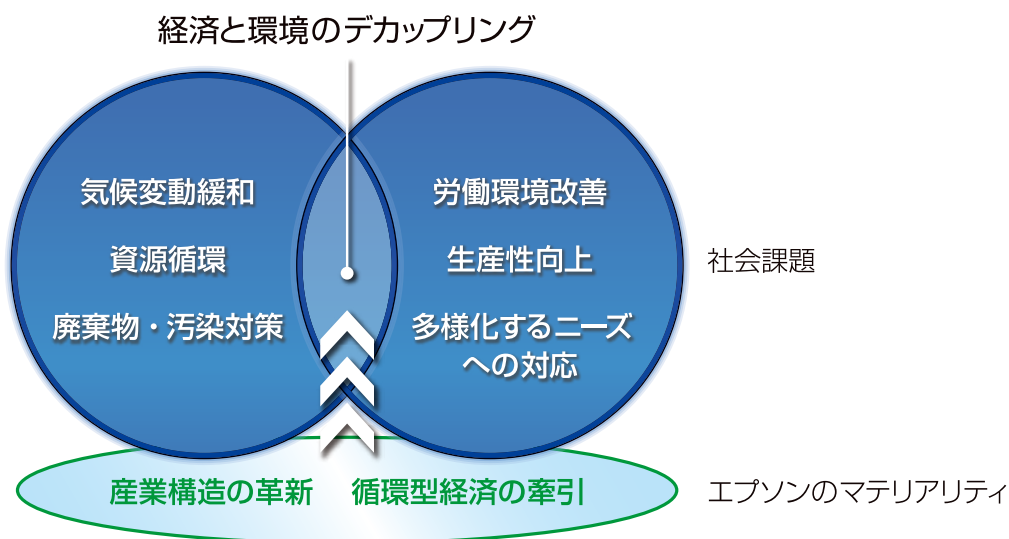 経済と環境のデカップリング
気候変動緩和
資源循環
廃棄物・汚染対策
労働環境改善
生産性向上
多様化するニーズ
への対応
社会課題
産業構造の革新 循環型経済の牽引
エプソンのマテリアリティ